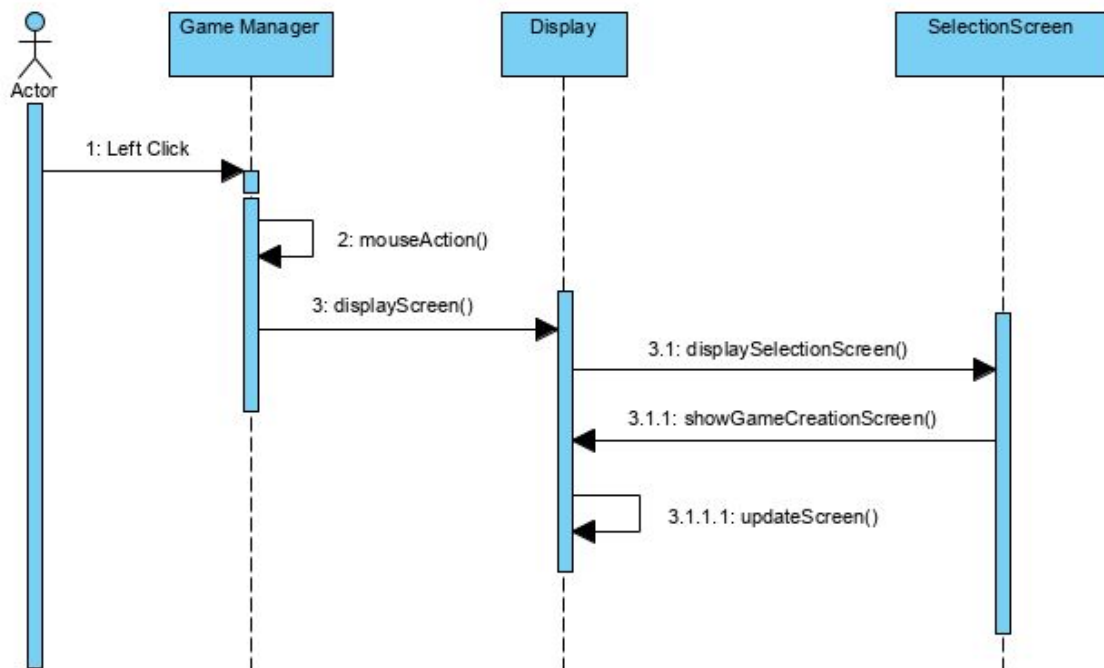 Game Manager
Display
SelectionScreen
Actor
1: Left Click
2: mouseAction()
3: displayScreen()
3.1: displaySelectionScreen()
3.1.1: showGameCreationScreen()
3.1.1.1: updateScreen()